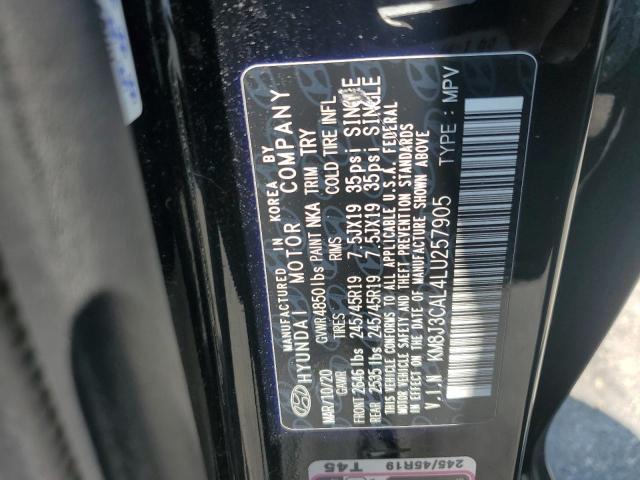 MANUFACTURED IN KOREA BY
HYUNDAI MOTOR COMPANY
MAR/10/20 GVWR 4850 lbs PAINT NKA TRIM TRY
GAWR TIRES RIMS COLD TIRE INFL.
FRONT 2646 lbs 245/45R19 7.5JX19 35psi SINGLE
REAR 2535 lbs 245/45R19 7.5JX19 35psi SINGLE
THIS VEHICLE CONFORMS TO ALL APPLICABLE U.S.A FEDERAL
MOTOR VEHICLE SAFETY, BUMPER, AND THEFT PREVENTION STANDARDS
IN EFFECT ON THE DATE OF MANUFACTURE, SHOWN ABOVE
V.I.N KM8J3CAL4LU257905 TYPE: MPV
245/45R19
T45